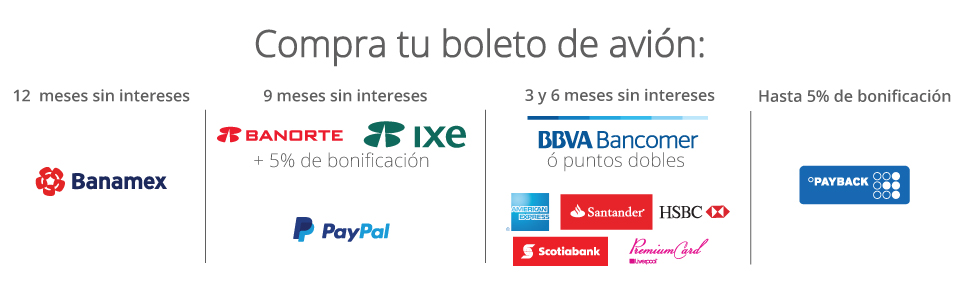 Compra tu boleto de avión:
12 meses sin intereses
Banamex
9 meses sin intereses
BANORTE
ixe
+ 5% de bonificación
PayPal
3 y 6 meses sin intereses
BBVA Bancomer
ó puntos dobles
AMERICAN
EXPRESS
Santander
HSBC
Scotiabank
PremiumCard
Liverpool
Hasta 5% de bonificación
PAYBACK